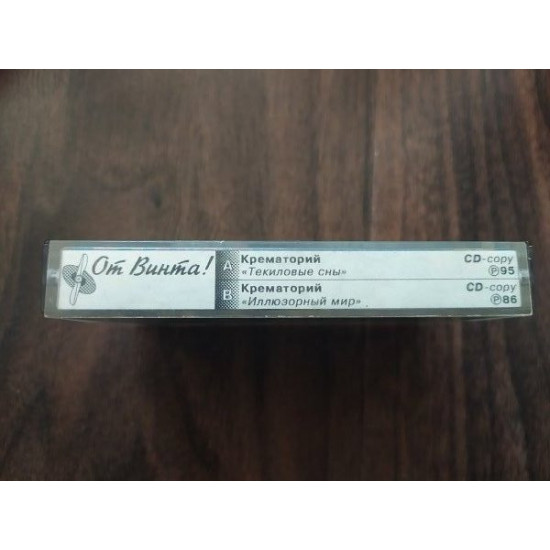 От Винта!
A Крематорий CD-copy
«Текиловые сны» ℗95
B Крематорий CD-copy
«Иллюзорный мир» ℗86